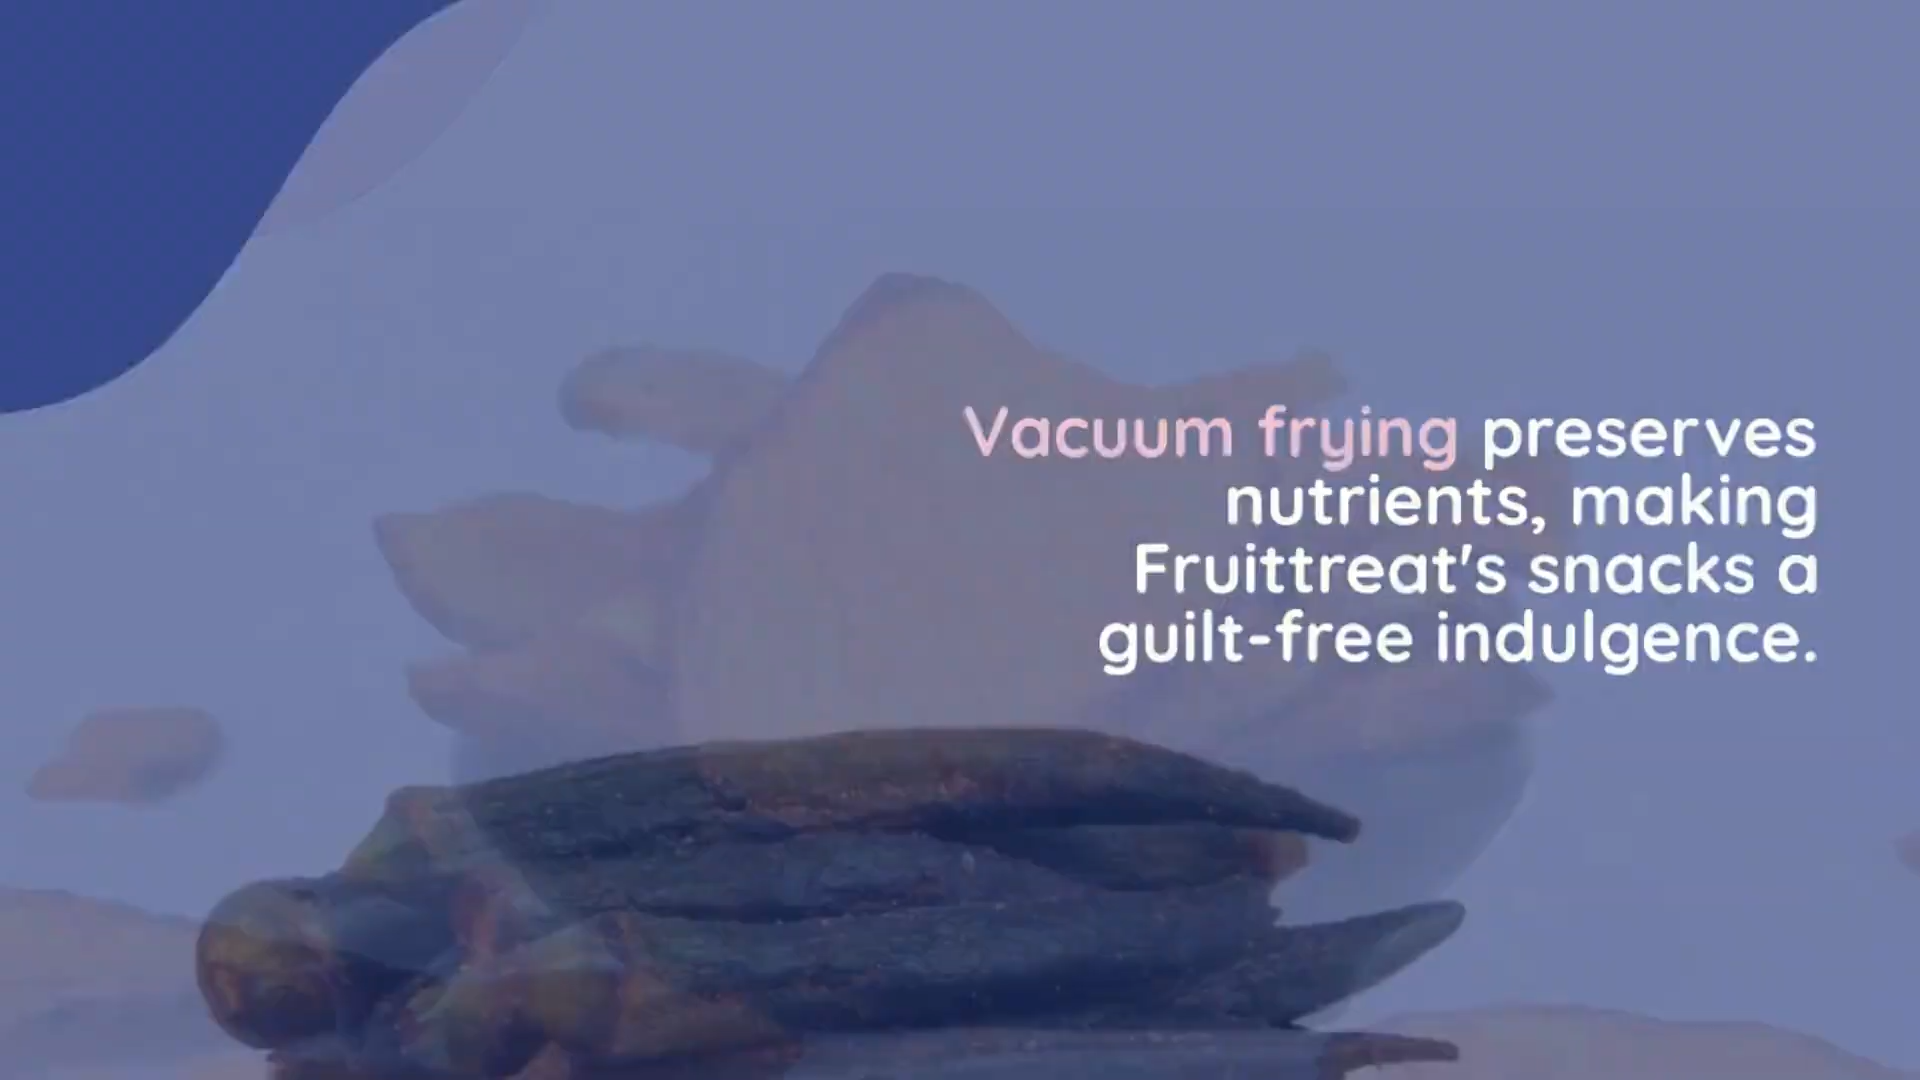 Vacuum frying preserves
nutrients, making
Fruittreat's snacks a
guilt-free indulgence.